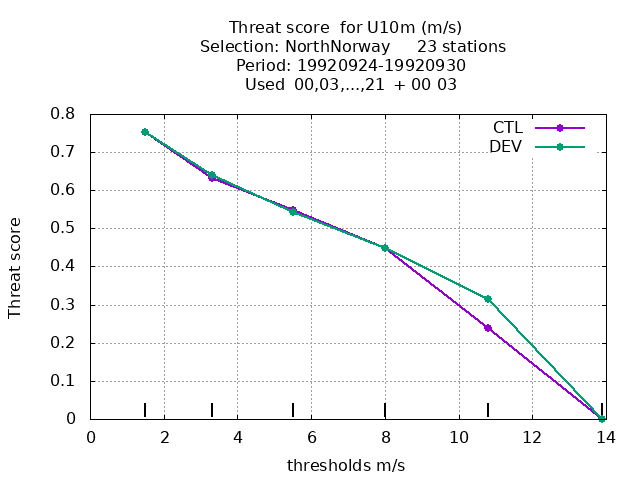 Threat score  for U10m (m/s)
Selection: NorthNorway     23 stations
Period: 19920924-19920930
Used  00,03,...,21  + 00 03
CTL
DEV
0.8
0.7
0.6
0.5
0.4
0.3
0.2
0.1
0
Threat score
0 2 4 6 8 10 12 14
thresholds m/s